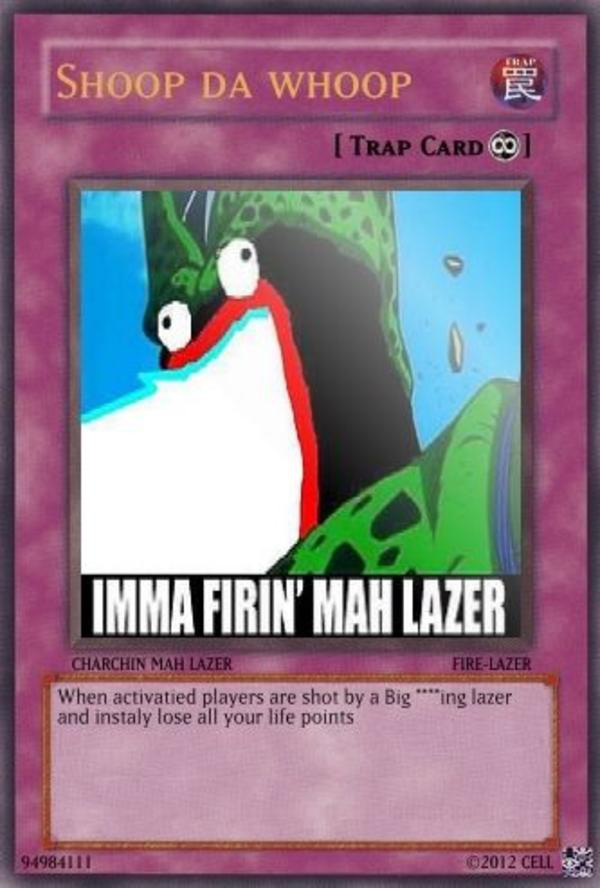 SHOOP DA WHOOP
TRAP
罠
[ TRAP CARD ∞ ]
IMMA FIRIN' MAH LAZER
CHARCHIN MAH LAZER FIRE-LAZER
When activatied players are shot by a Big ****ing lazer
and instaly lose all your life points
94984111 ©2012 CELL